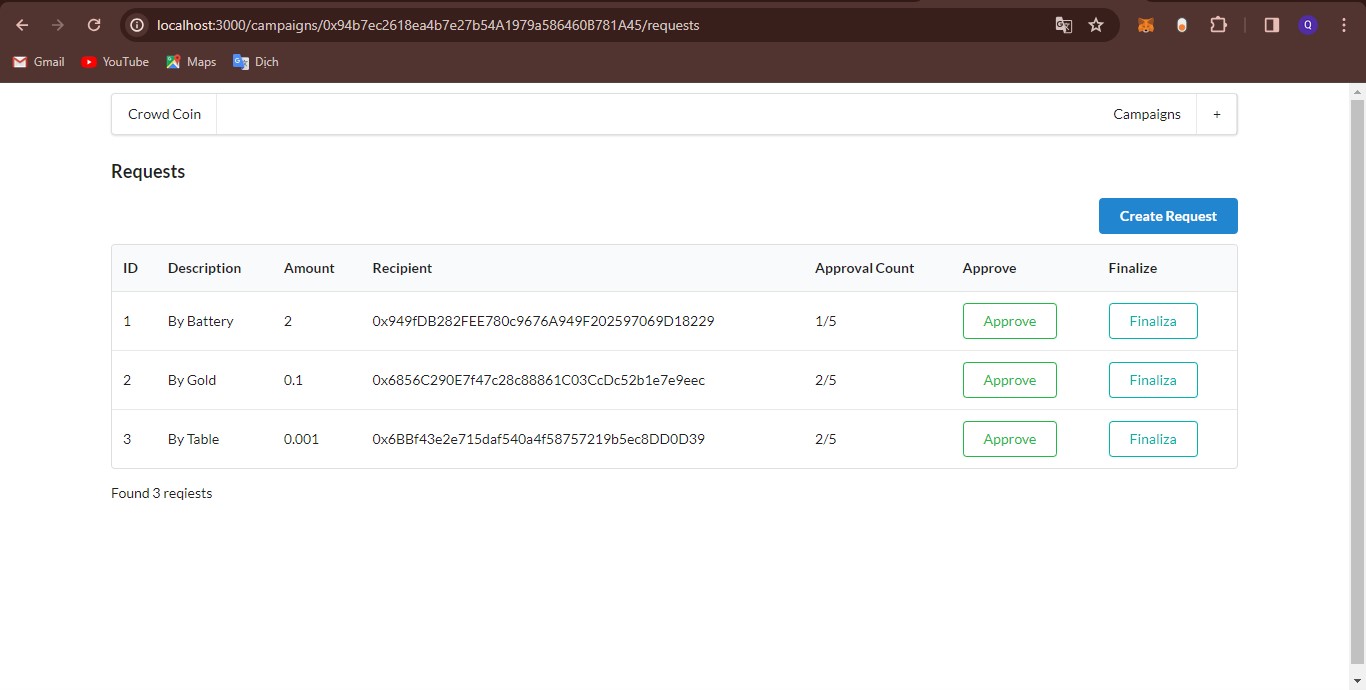 localhost:3000/campaigns/0x94b7ec2618ea4b7e27b54A1979a586460B781A45/requests
Q
Gmail YouTube Maps Dịch
Crowd Coin Campaigns +
Requests
Create Request
ID Description Amount Recipient Approval Count Approve Finalize
1 By Battery 2 0x949fDB282FEE780c9676A949F202597069D18229 1/5 Approve Finaliza
2 By Gold 0.1 0x6856C290E7f47c28c88861C03CcDc52b1e7e9eec 2/5 Approve Finaliza
3 By Table 0.001 0x6BBf43e2e715daf540a4f58757219b5ec8DD0D39 2/5 Approve Finaliza
Found 3 reqiests